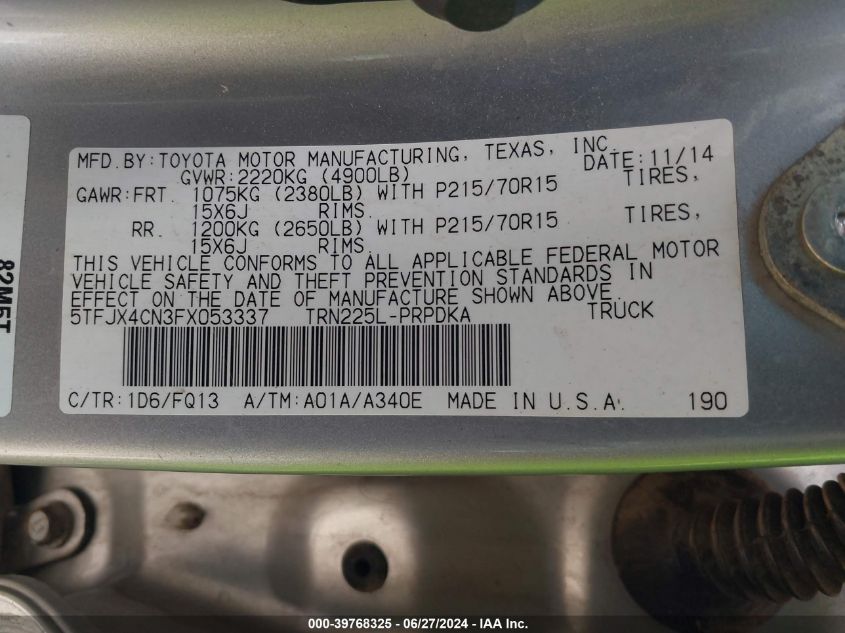 MFD.BY:TOYOTA MOTOR MANUFACTURING, TEXAS, INC.
GVWR:2220KG (4900LB) DATE:11/14
GAWR:FRT. 1075KG (2380LB) WITH P215/70R15 TIRES,
15X6J RIMS.
RR. 1200KG (2650LB) WITH P215/70R15 TIRES,
15X6J RIMS.
THIS VEHICLE CONFORMS TO ALL APPLICABLE FEDERAL MOTOR
VEHICLE SAFETY AND THEFT PREVENTION STANDARDS IN
EFFECT ON THE DATE OF MANUFACTURE SHOWN ABOVE.
5TFJX4CN3FX053337 TRN225L-PRPDKA TRUCK
C/TR:1D6/FQ13 A/TM:A01A/A340E MADE IN U.S.A. 190
82M5T
000-39768325 - 06/27/2024 - IAA Inc.